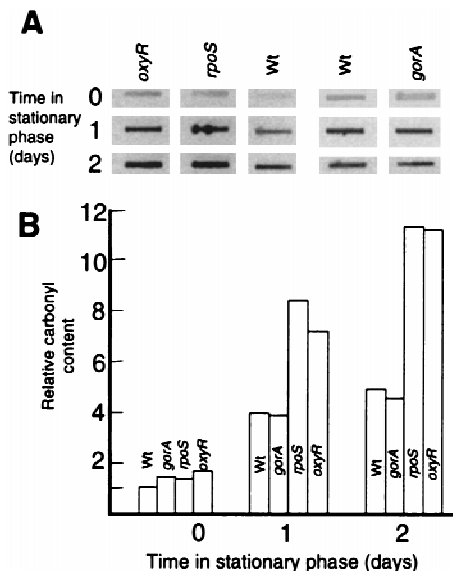 A
oxyR rpoS Wt Wt gorA
Time in
stationary
phase
(days)
0
1
2
B
Relative carbonyl
content
12
10
8
6
4
2
Wt gorA rpoS oxyR
Wt gorA rpoS oxyR
Wt gorA rpoS oxyR
0 1 2
Time in stationary phase (days)